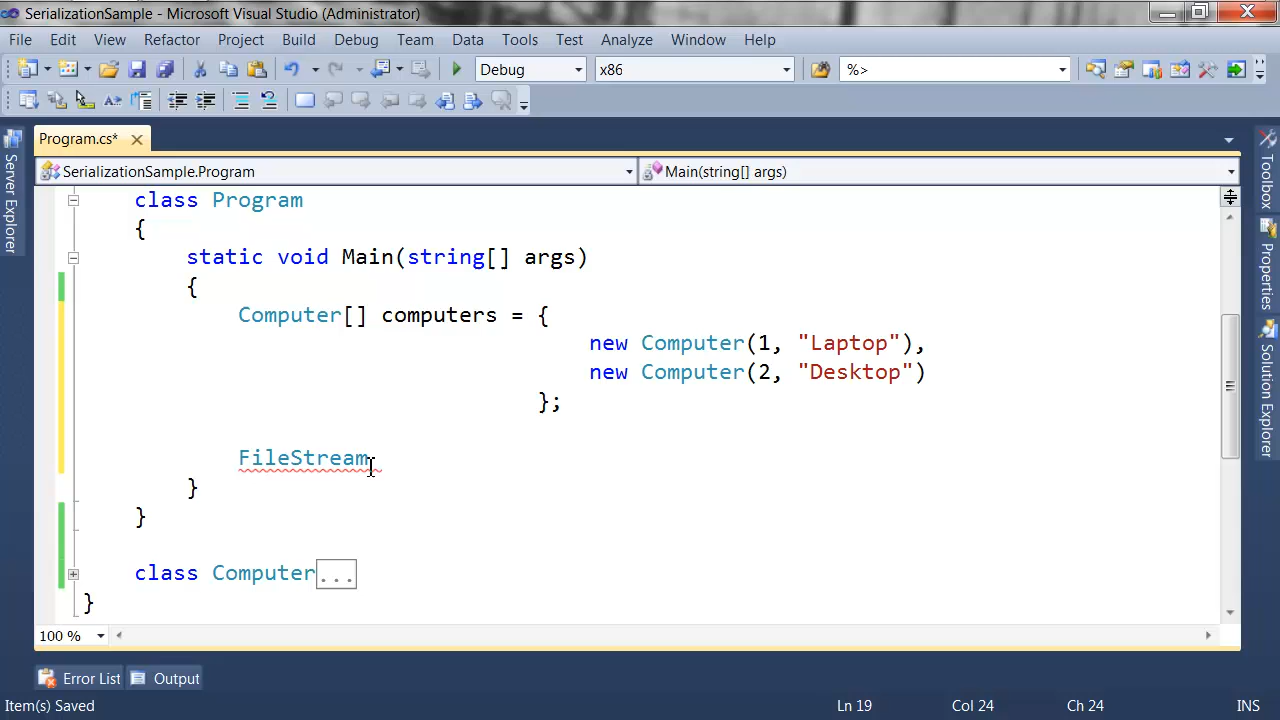 SerializationSample - Microsoft Visual Studio (Administrator)
File Edit View Refactor Project Build Debug Team Data Tools Test Analyze Window Help
Debug x86 %>
Program.cs*
SerializationSample.Program Main(string[] args)
class Program
{
static void Main(string[] args)
{
Computer[] computers = {
new Computer(1, "Laptop"),
new Computer(2, "Desktop")
};
FileStream
}
}
class Computer...
}
100 %
Server Explorer
Toolbox
Properties
Solution Explorer
Error List Output
Item(s) Saved Ln 19 Col 24 Ch 24 INS